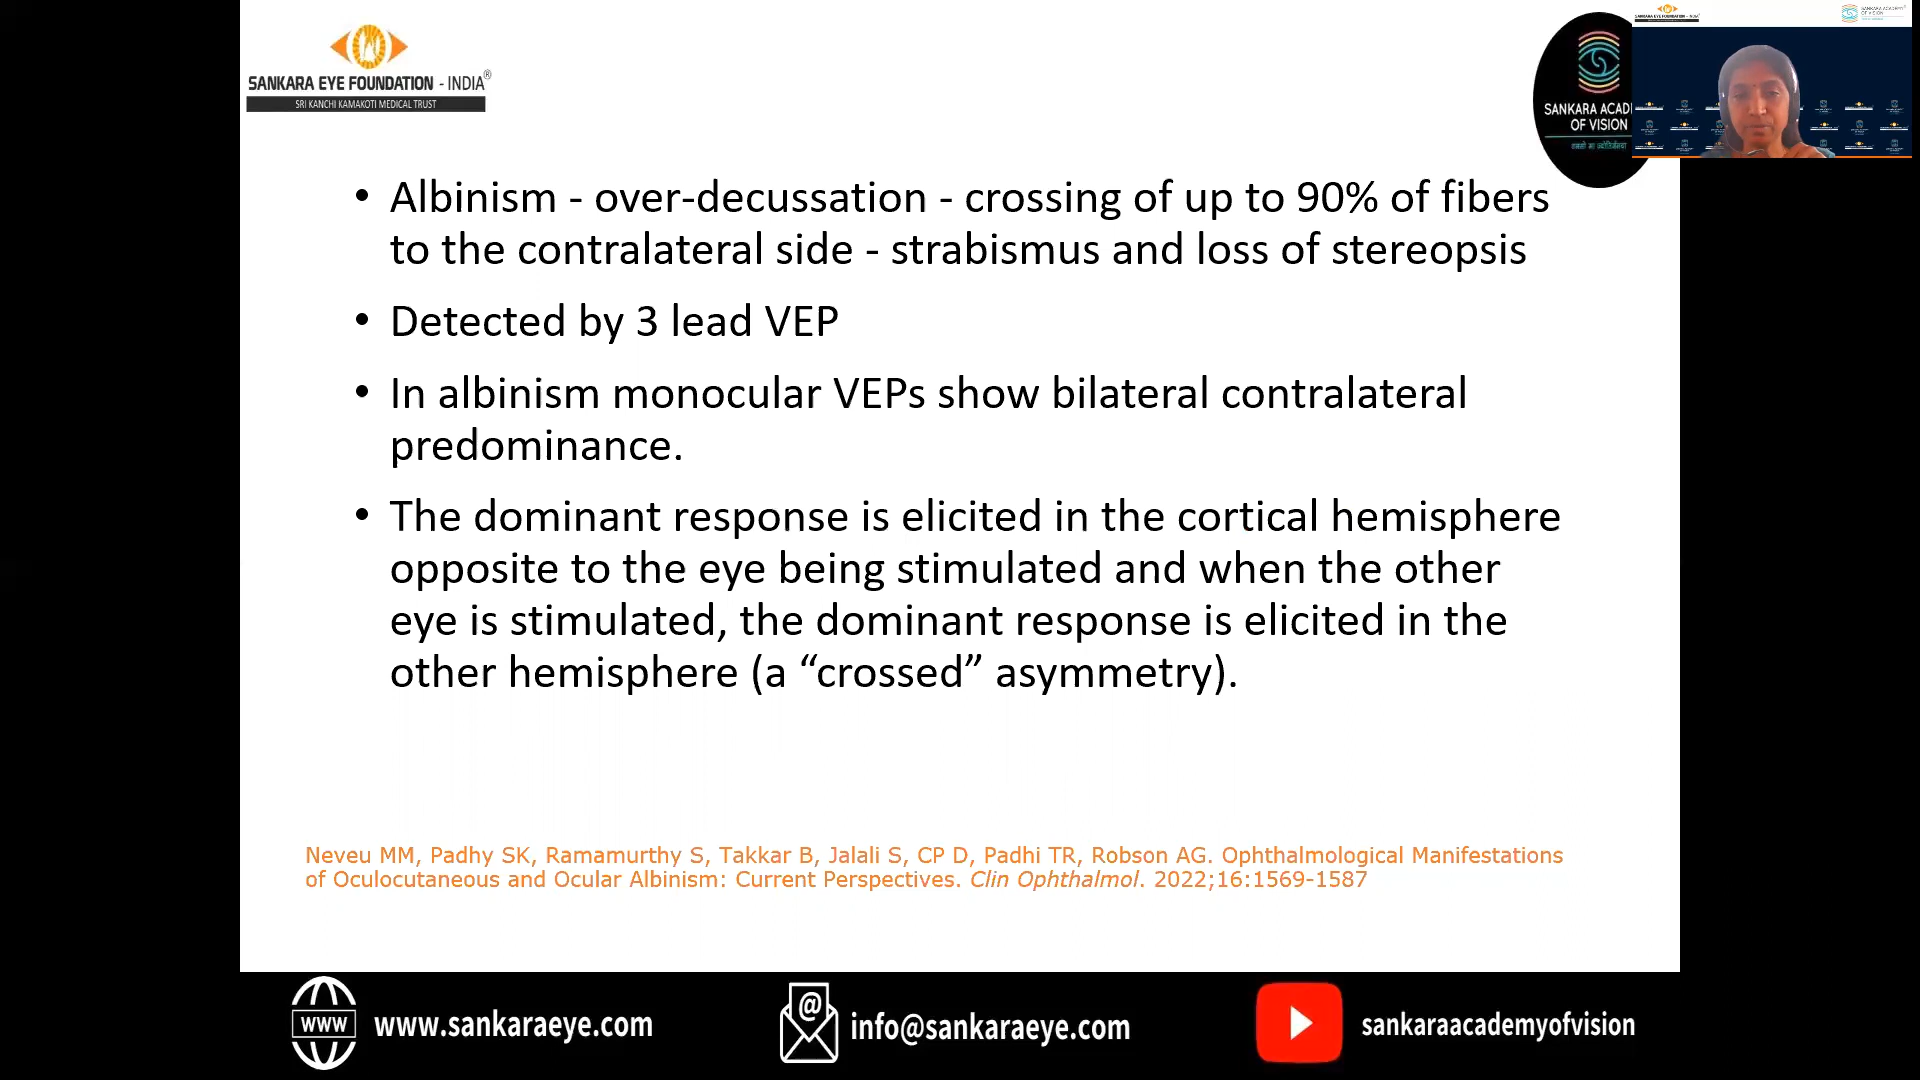 SANKARA EYE FOUNDATION - INDIA®
SRI KANCHI KAMAKOTI MEDICAL TRUST
SANKARA ACAD
OF VISION
• Albinism - over-decussation - crossing of up to 90% of fibers
to the contralateral side - strabismus and loss of stereopsis
• Detected by 3 lead VEP
• In albinism monocular VEPs show bilateral contralateral
predominance.
• The dominant response is elicited in the cortical hemisphere
opposite to the eye being stimulated and when the other
eye is stimulated, the dominant response is elicited in the
other hemisphere (a “crossed” asymmetry).
Neveu MM, Padhy SK, Ramamurthy S, Takkar B, Jalali S, CP D, Padhi TR, Robson AG. Ophthalmological Manifestations
of Oculocutaneous and Ocular Albinism: Current Perspectives. Clin Ophthalmol. 2022;16:1569-1587
www
www.sankaraeye.com
@
info@sankaraeye.com
sankaraacademyofvision